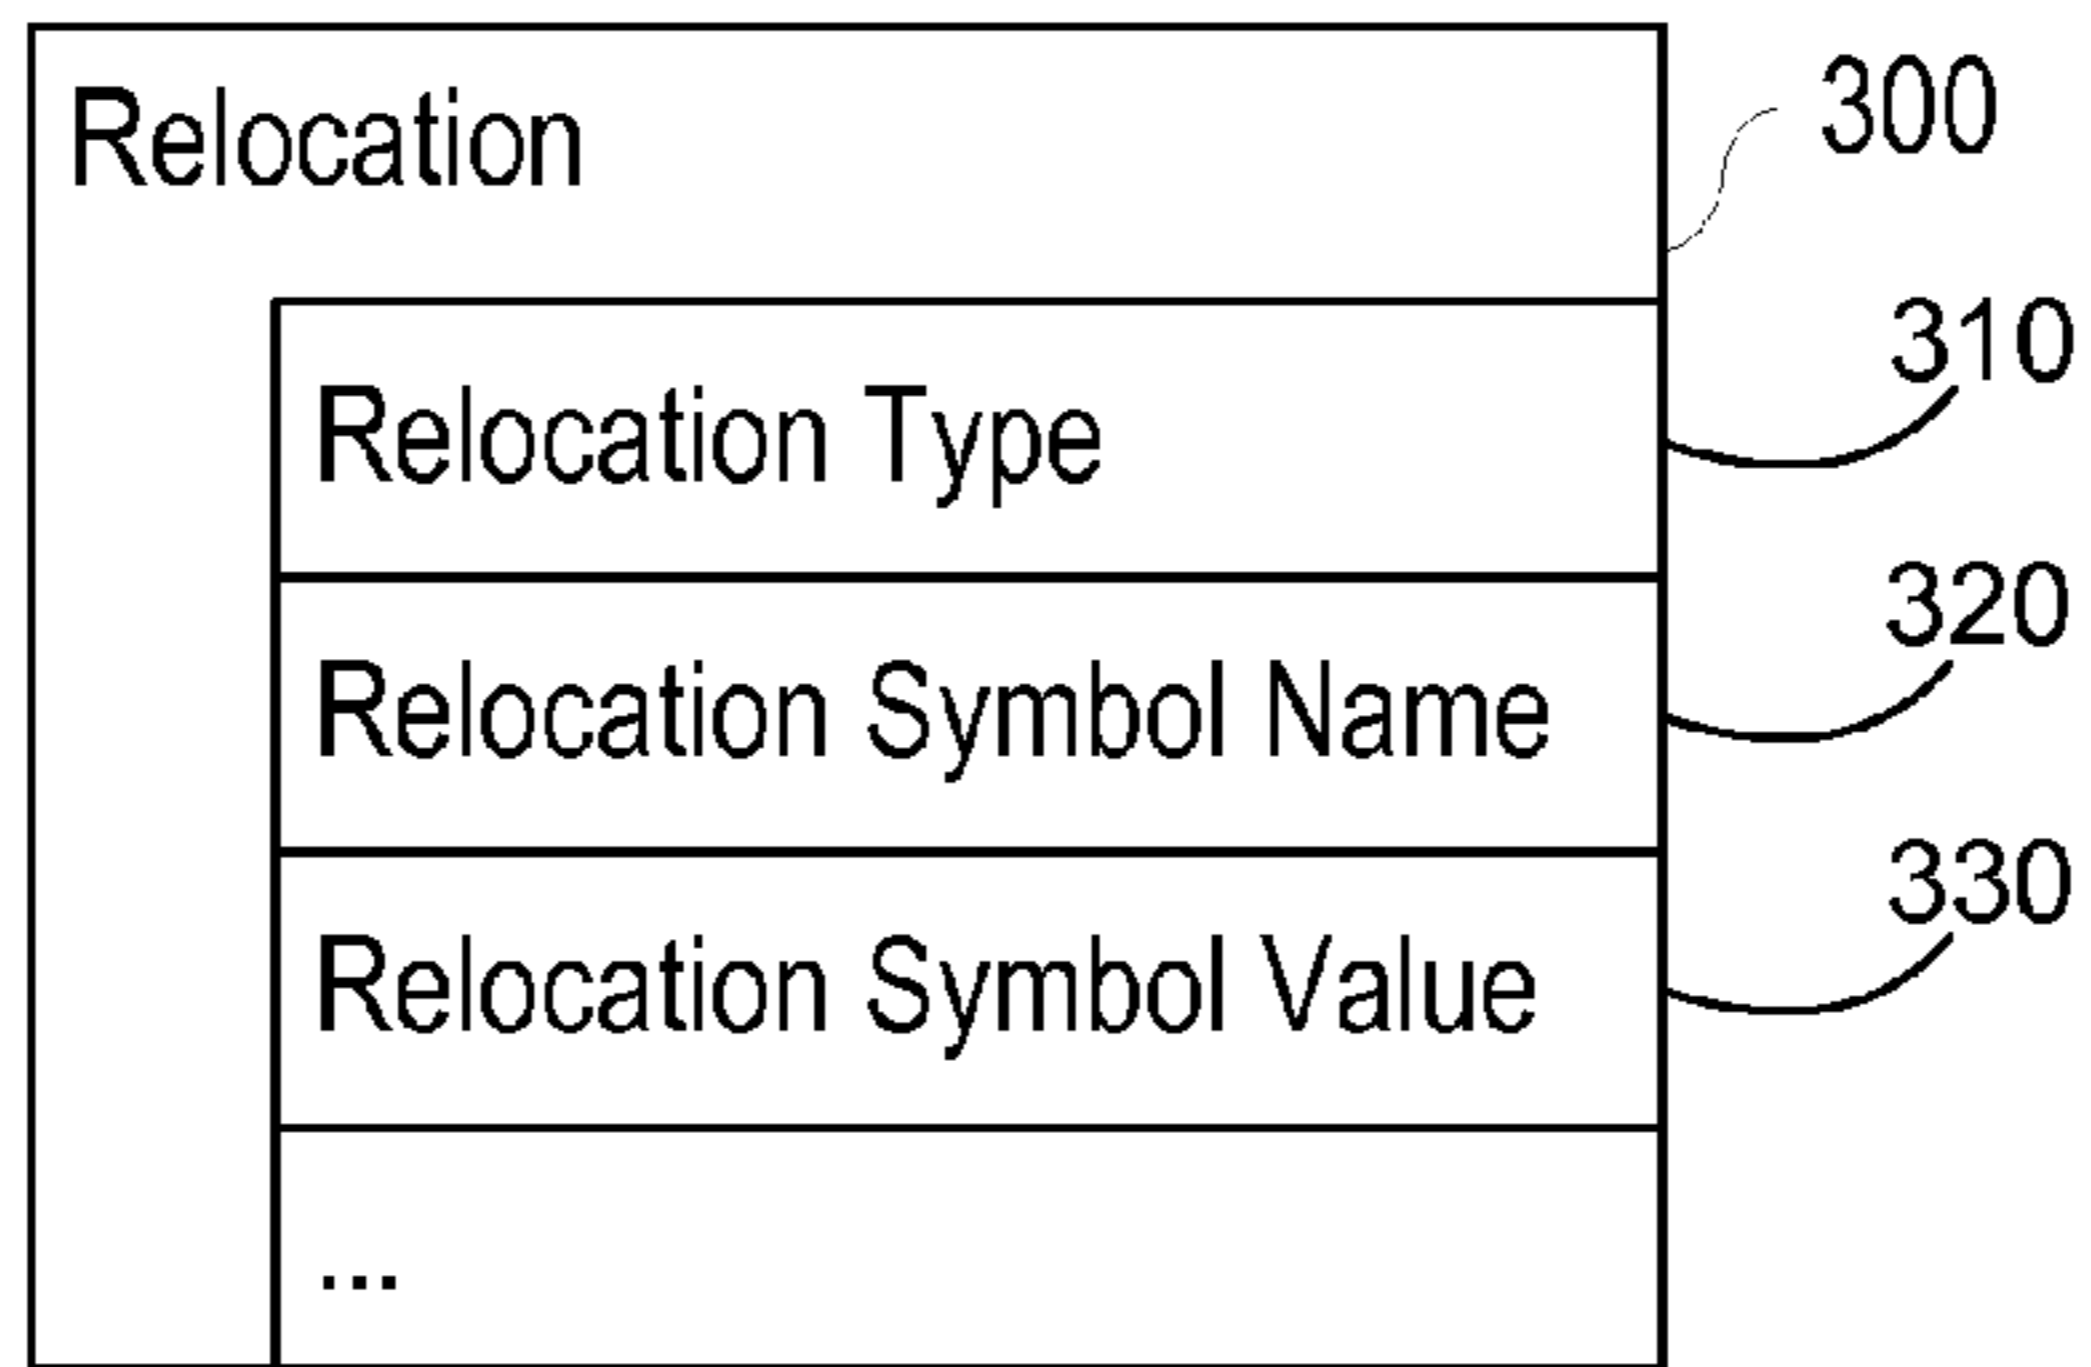 Relocation
300
Relocation Type
310
Relocation Symbol Name
320
Relocation Symbol Value
330
...